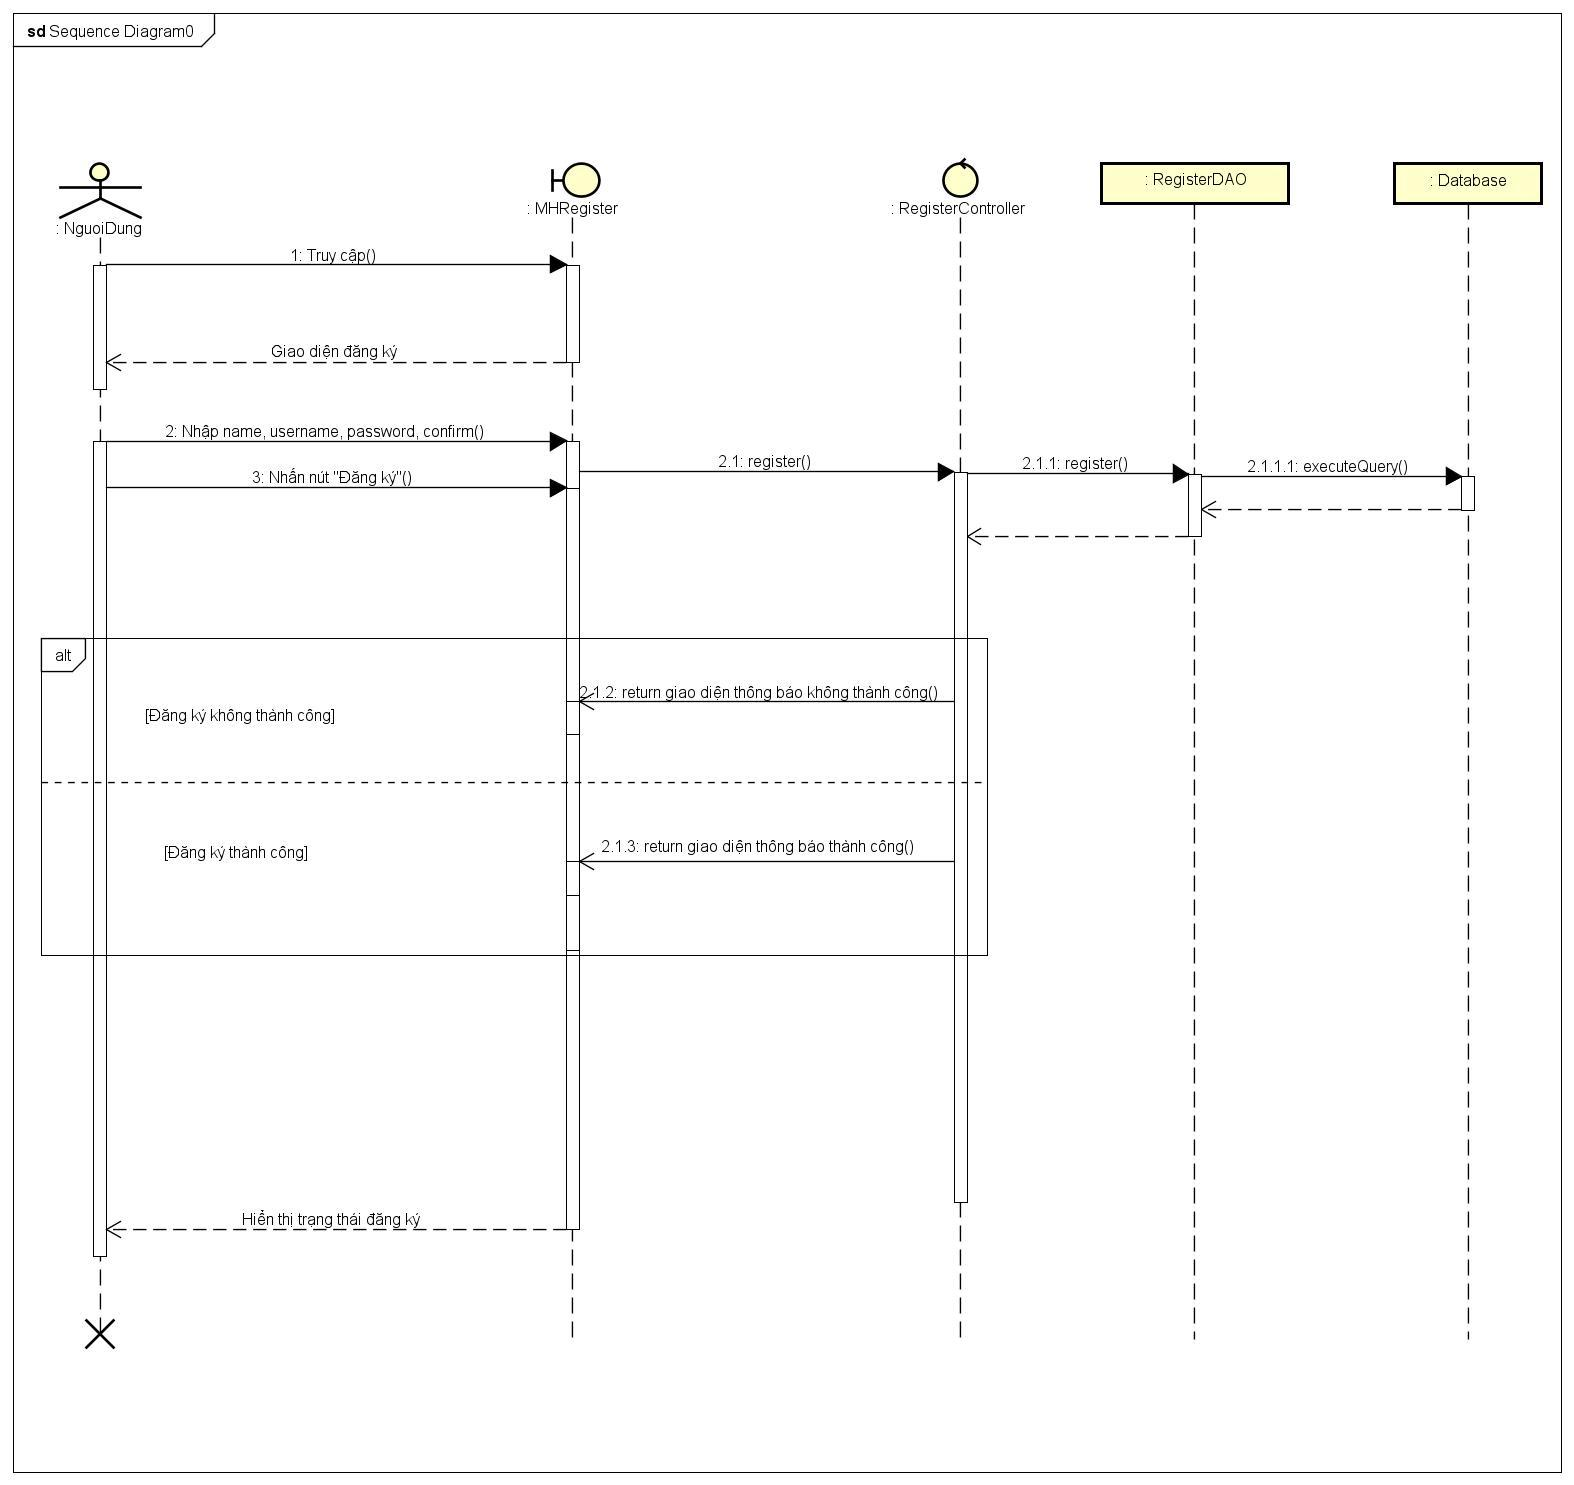 sd Sequence Diagram0
: NguoiDung
: MHRegister
: RegisterController
: RegisterDAO
: Database
1: Truy cập()
Giao diện đăng ký
2: Nhập name, username, password, confirm()
2.1: register()
2.1.1: register()
2.1.1.1: executeQuery()
3: Nhấn nút "Đăng ký"()
alt
2.1.2: return giao diện thông báo không thành công()
[Đăng ký không thành công]
2.1.3: return giao diện thông báo thành công()
[Đăng ký thành công]
Hiển thị trạng thái đăng ký